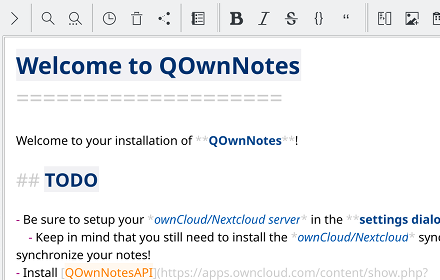 Welcome to QOwnNotes
====================
Welcome to your installation of **QOwnNotes**!
## TODO
- Be sure to setup your *ownCloud/Nextcloud server* in the **settings dialo
- Keep in mind that you still need to install the *ownCloud/Nextcloud* sync
synchronize your notes!
- Install [QOwnNotesAPI](https://apps.owncloud.com/content/show.php?